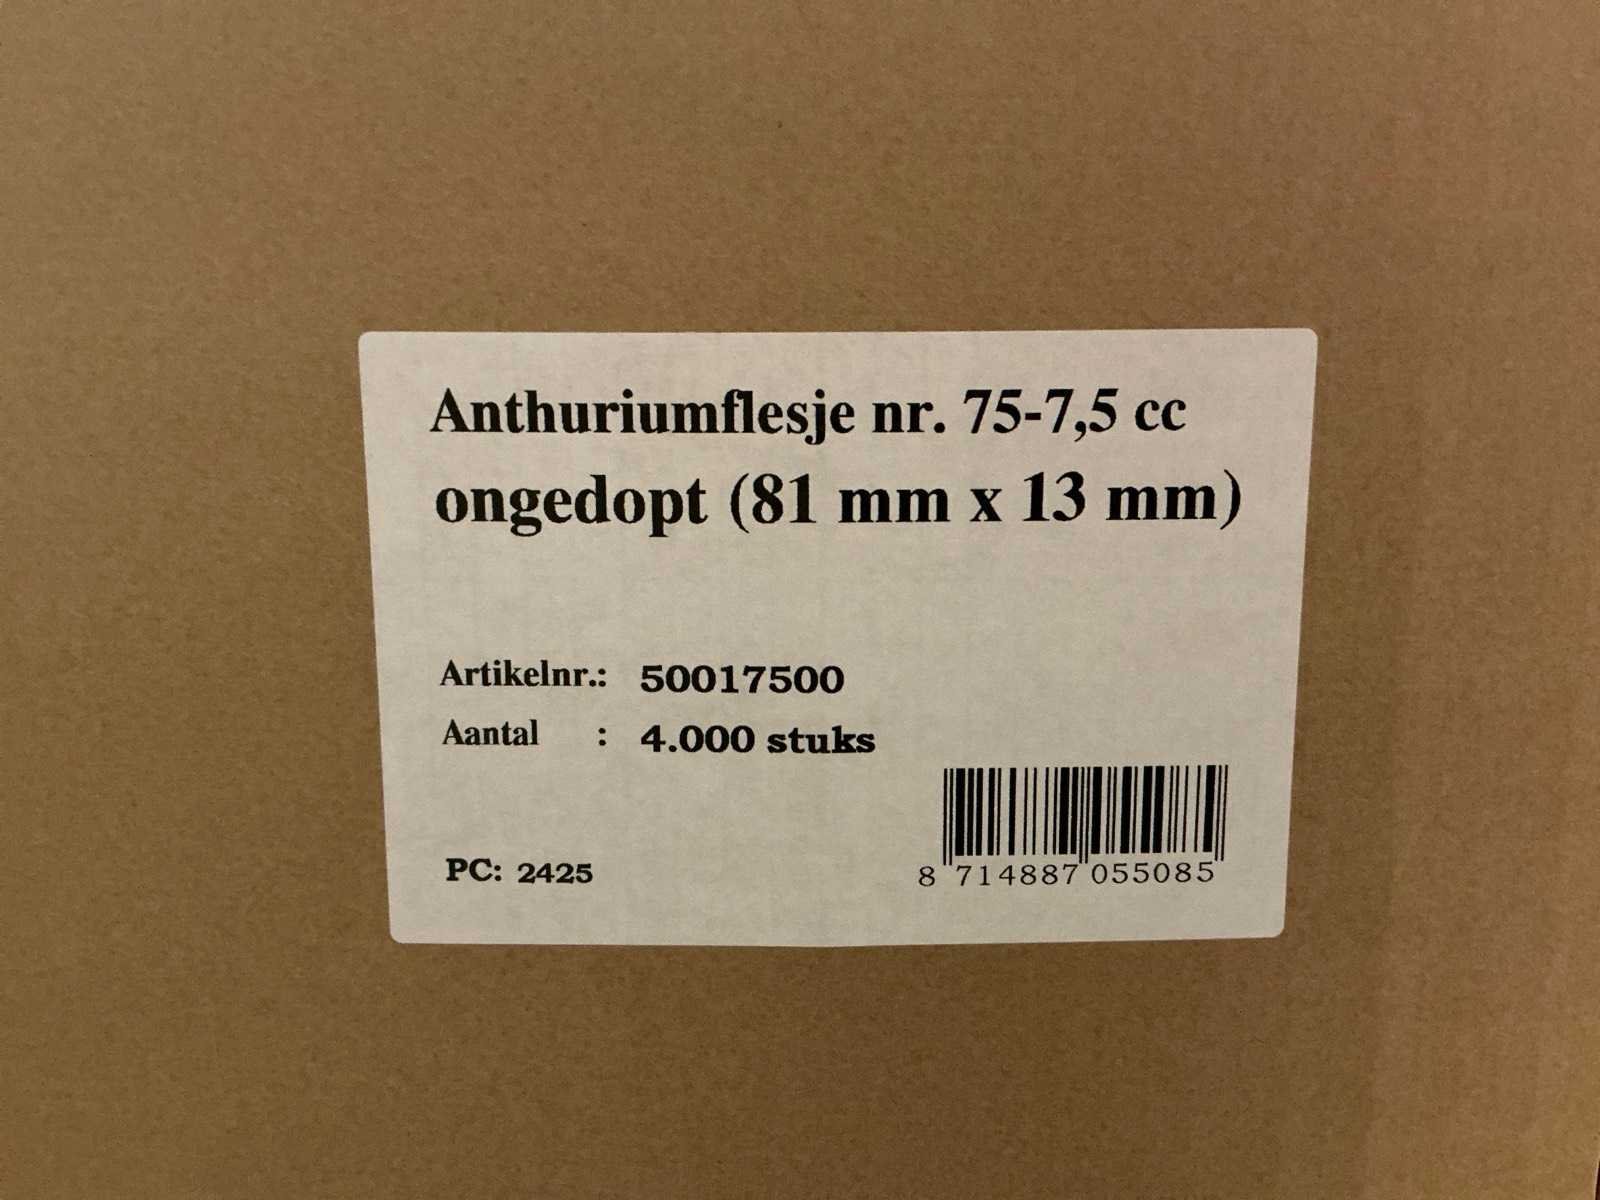 Anthuriumflesje nr. 75-7,5 cc
ongedopt (81 mm x 13 mm)
Artikelnr.: 50017500
Aantal : 4.000 stuks
PC: 2425
8 714887 055085